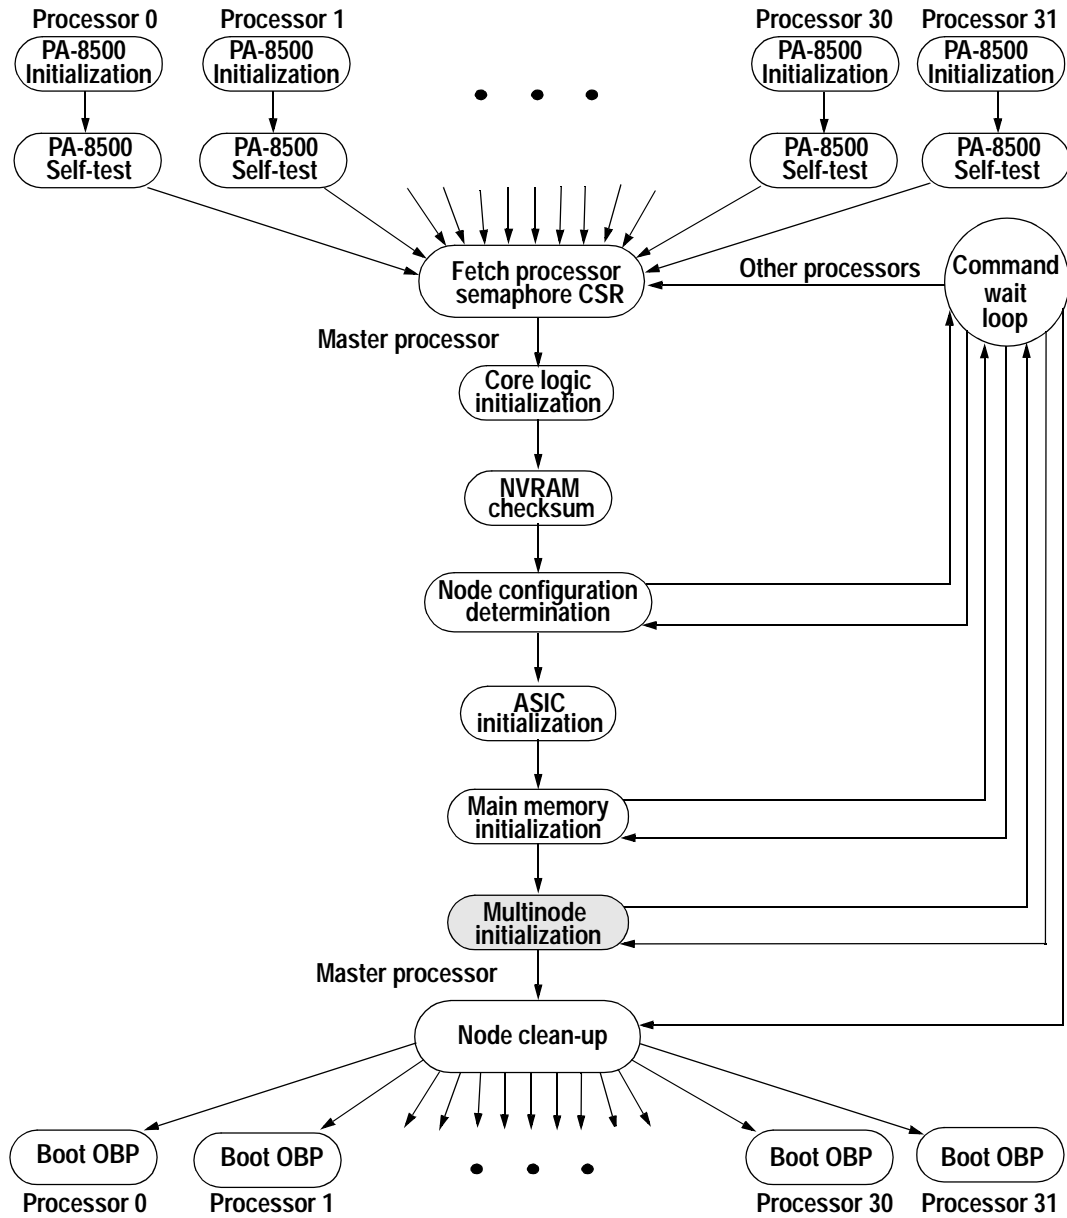 Processor 0
Processor 1
Processor 30
Processor 31
PA-8500
Initialization
PA-8500
Initialization
PA-8500
Initialization
PA-8500
Initialization
PA-8500
Self-test
PA-8500
Self-test
PA-8500
Self-test
PA-8500
Self-test
Fetch processor
semaphore CSR
Other processors
Command
wait
loop
Master processor
Core logic
initialization
NVRAM
checksum
Node configuration
determination
ASIC
initialization
Main memory
initialization
Multinode
initialization
Master processor
Node clean-up
Boot OBP
Boot OBP
Boot OBP
Boot OBP
Processor 0
Processor 1
Processor 30
Processor 31